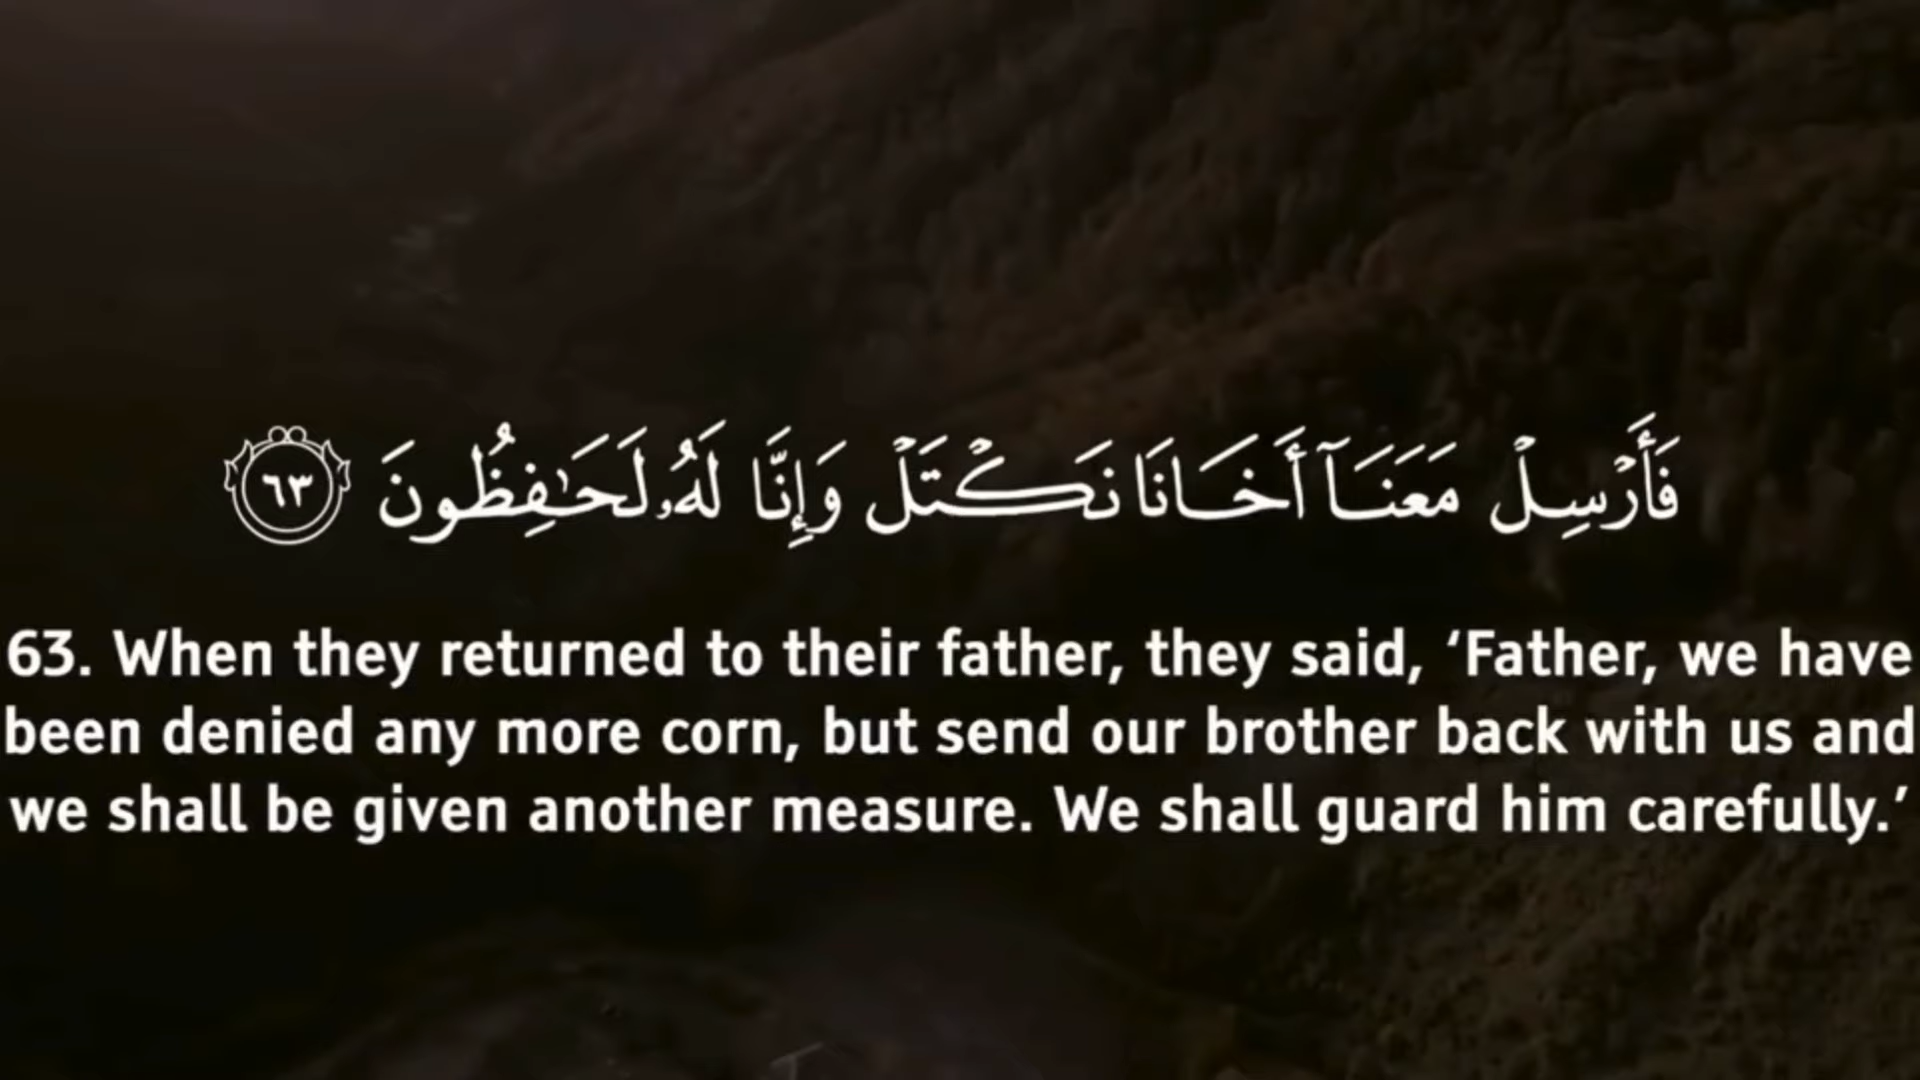 فَأَرۡسِلۡ مَعَنَآ أَخَانَا نَكۡتَلۡ وَإِنَّا لَهُۥ لَحَـٰفِظُونَ ٦٣
63. When they returned to their father, they said, ‘Father, we have
been denied any more corn, but send our brother back with us and
we shall be given another measure. We shall guard him carefully.’